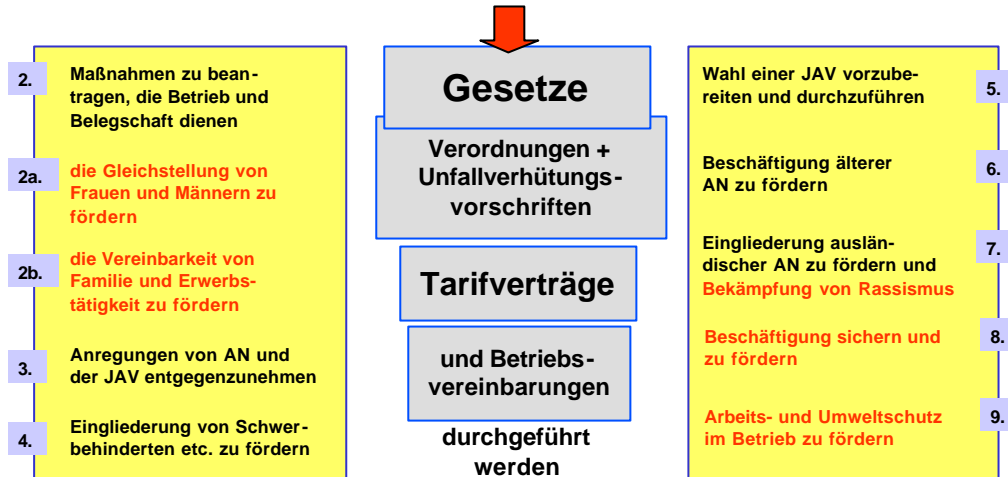 2.
Maßnahmen zu bean-
tragen, die Betrieb und
Belegschaft dienen
2a.
die Gleichstellung von
Frauen und Männern zu
fördern
2b.
die Vereinbarkeit von
Familie und Erwerbs-
tätigkeit zu fördern
3.
Anregungen von AN und
der JAV entgegenzunehmen
4.
Eingliederung von Schwer-
behinderten etc. zu fördern
Gesetze
Verordnungen +
Unfallverhütungs-
vorschriften
Tarifverträge
und Betriebs-
vereinbarungen
durchgeführt
werden
Wahl einer JAV vorzube-
reiten und durchzuführen
5.
Beschäftigung älterer
AN zu fördern
6.
Eingliederung auslän-
discher AN zu fördern und
Bekämpfung von Rassismus
7.
Beschäftigung sichern und
zu fördern
8.
Arbeits- und Umweltschutz
im Betrieb zu fördern
9.